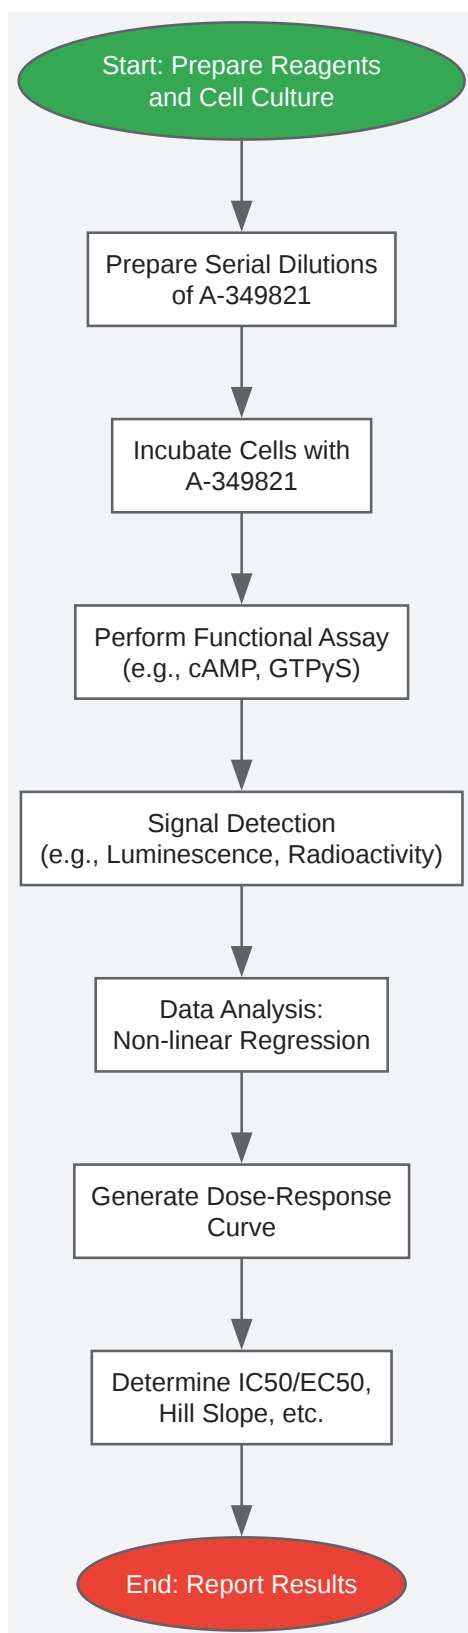 Start: Prepare Reagents
and Cell Culture
Prepare Serial Dilutions
of A-349821
Incubate Cells with
A-349821
Perform Functional Assay
(e.g., cAMP, GTPγS)
Signal Detection
(e.g., Luminescence, Radioactivity)
Data Analysis:
Non-linear Regression
Generate Dose-Response
Curve
Determine IC50/EC50,
Hill Slope, etc.
End: Report Results